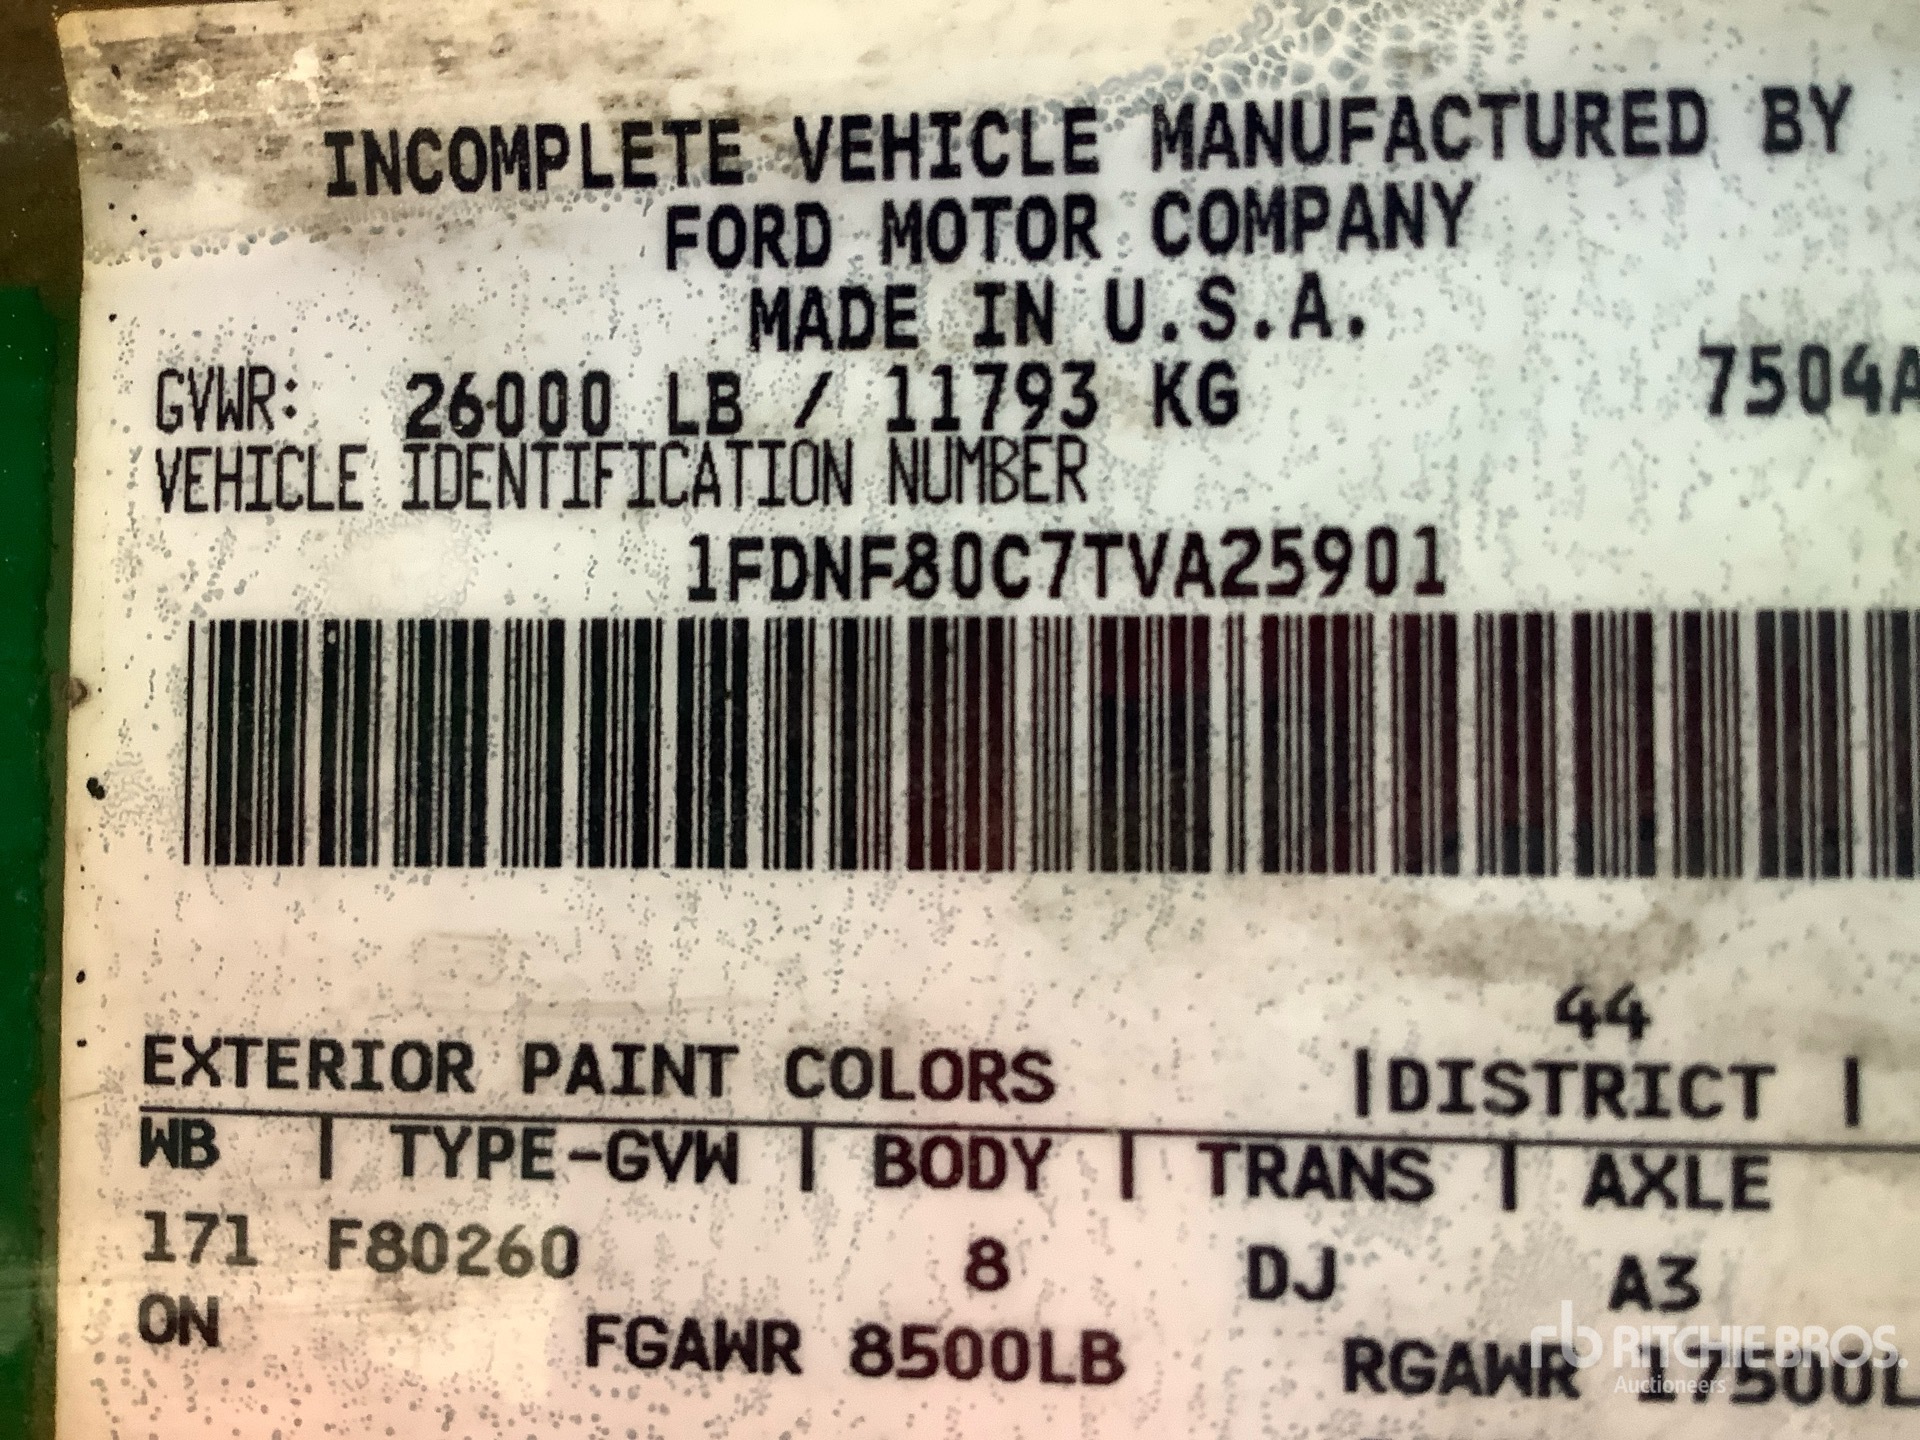 INCOMPLETE VEHICLE MANUFACTURED BY
FORD MOTOR COMPANY
MADE IN U.S.A.
GVWR: 26000 LB / 11793 KG 7504A
VEHICLE IDENTIFICATION NUMBER
1FDNF80C7TVA25901
44
EXTERIOR PAINT COLORS |DISTRICT |
WB | TYPE-GVW | BODY | TRANS | AXLE
171 F80260 8 DJ A3
ON FGAWR 8500LB RGAWR 17500L
rb RITCHIE BROS.
Auctioneers